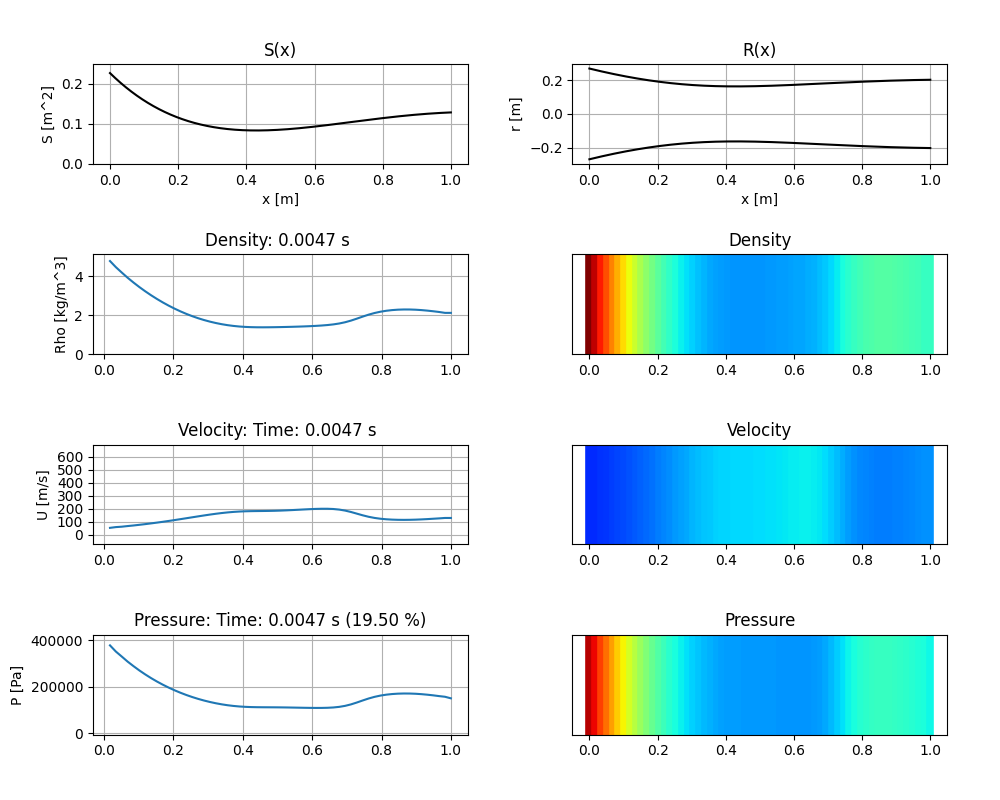 S(x)
0.2
0.1
0.0
S [m^2]
0.0 0.2 0.4 0.6 0.8 1.0
x [m]
R(x)
0.2
0.0
−0.2
r [m]
0.0 0.2 0.4 0.6 0.8 1.0
x [m]
Density: 0.0047 s
4
2
0
Rho [kg/m^3]
0.0 0.2 0.4 0.6 0.8 1.0
Density
0.0 0.2 0.4 0.6 0.8 1.0
Velocity: Time: 0.0047 s
600
500
400
300
200
100
0
U [m/s]
0.0 0.2 0.4 0.6 0.8 1.0
Velocity
0.0 0.2 0.4 0.6 0.8 1.0
Pressure: Time: 0.0047 s (19.50 %)
400000
200000
0
P [Pa]
0.0 0.2 0.4 0.6 0.8 1.0
Pressure
0.0 0.2 0.4 0.6 0.8 1.0